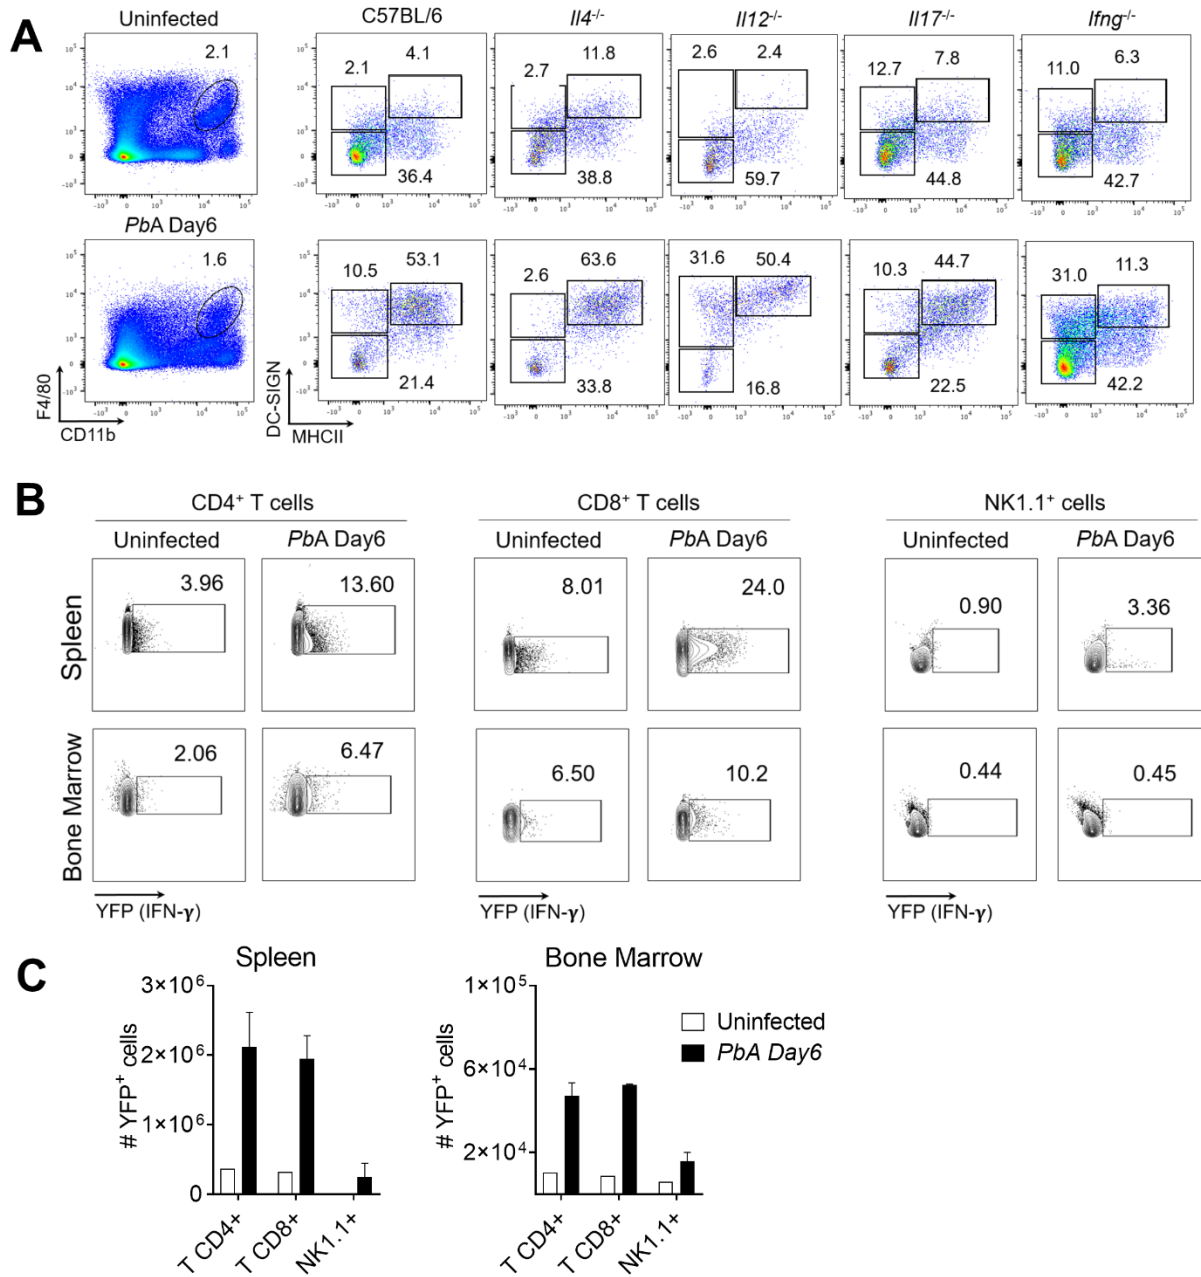 A
Uninfected C57BL/6 Il4-/- Il12-/- Il17-/- Ifng-/-
2.1 2.1 4.1 2.7 11.8 2.6 2.4 12.7 7.8 11.0 6.3
36.4 38.8 59.7 44.8 42.7
PbA Day6
1.6 10.5 53.1 2.6 63.6 31.6 50.4 10.3 44.7 31.0 11.3
21.4 33.8 16.8 22.5 42.2
F4/80
CD11b
DC-SIGN
MHCII
B
CD4+ T cells CD8+ T cells NK1.1+ cells
Uninfected PbA Day6 Uninfected PbA Day6 Uninfected PbA Day6
Spleen
3.96 13.60 8.01 24.0 0.90 3.36
Bone Marrow
2.06 6.47 6.50 10.2 0.44 0.45
YFP (IFN-γ) YFP (IFN-γ) YFP (IFN-γ)
C
Spleen
# YFP+ cells
3×10⁶
2×10⁶
1×10⁶
0
T CD4+ T CD8+ NK1.1+
Bone Marrow
# YFP+ cells
1×10⁵
6×10⁴
2×10⁴
T CD4+ T CD8+ NK1.1+
Uninfected
PbA Day6